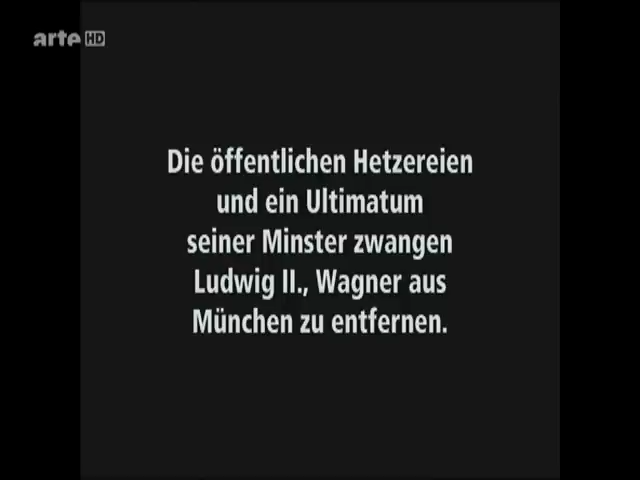 arte HD
Die öffentlichen Hetzereien
und ein Ultimatum
seiner Minster zwangen
Ludwig II., Wagner aus
München zu entfernen.